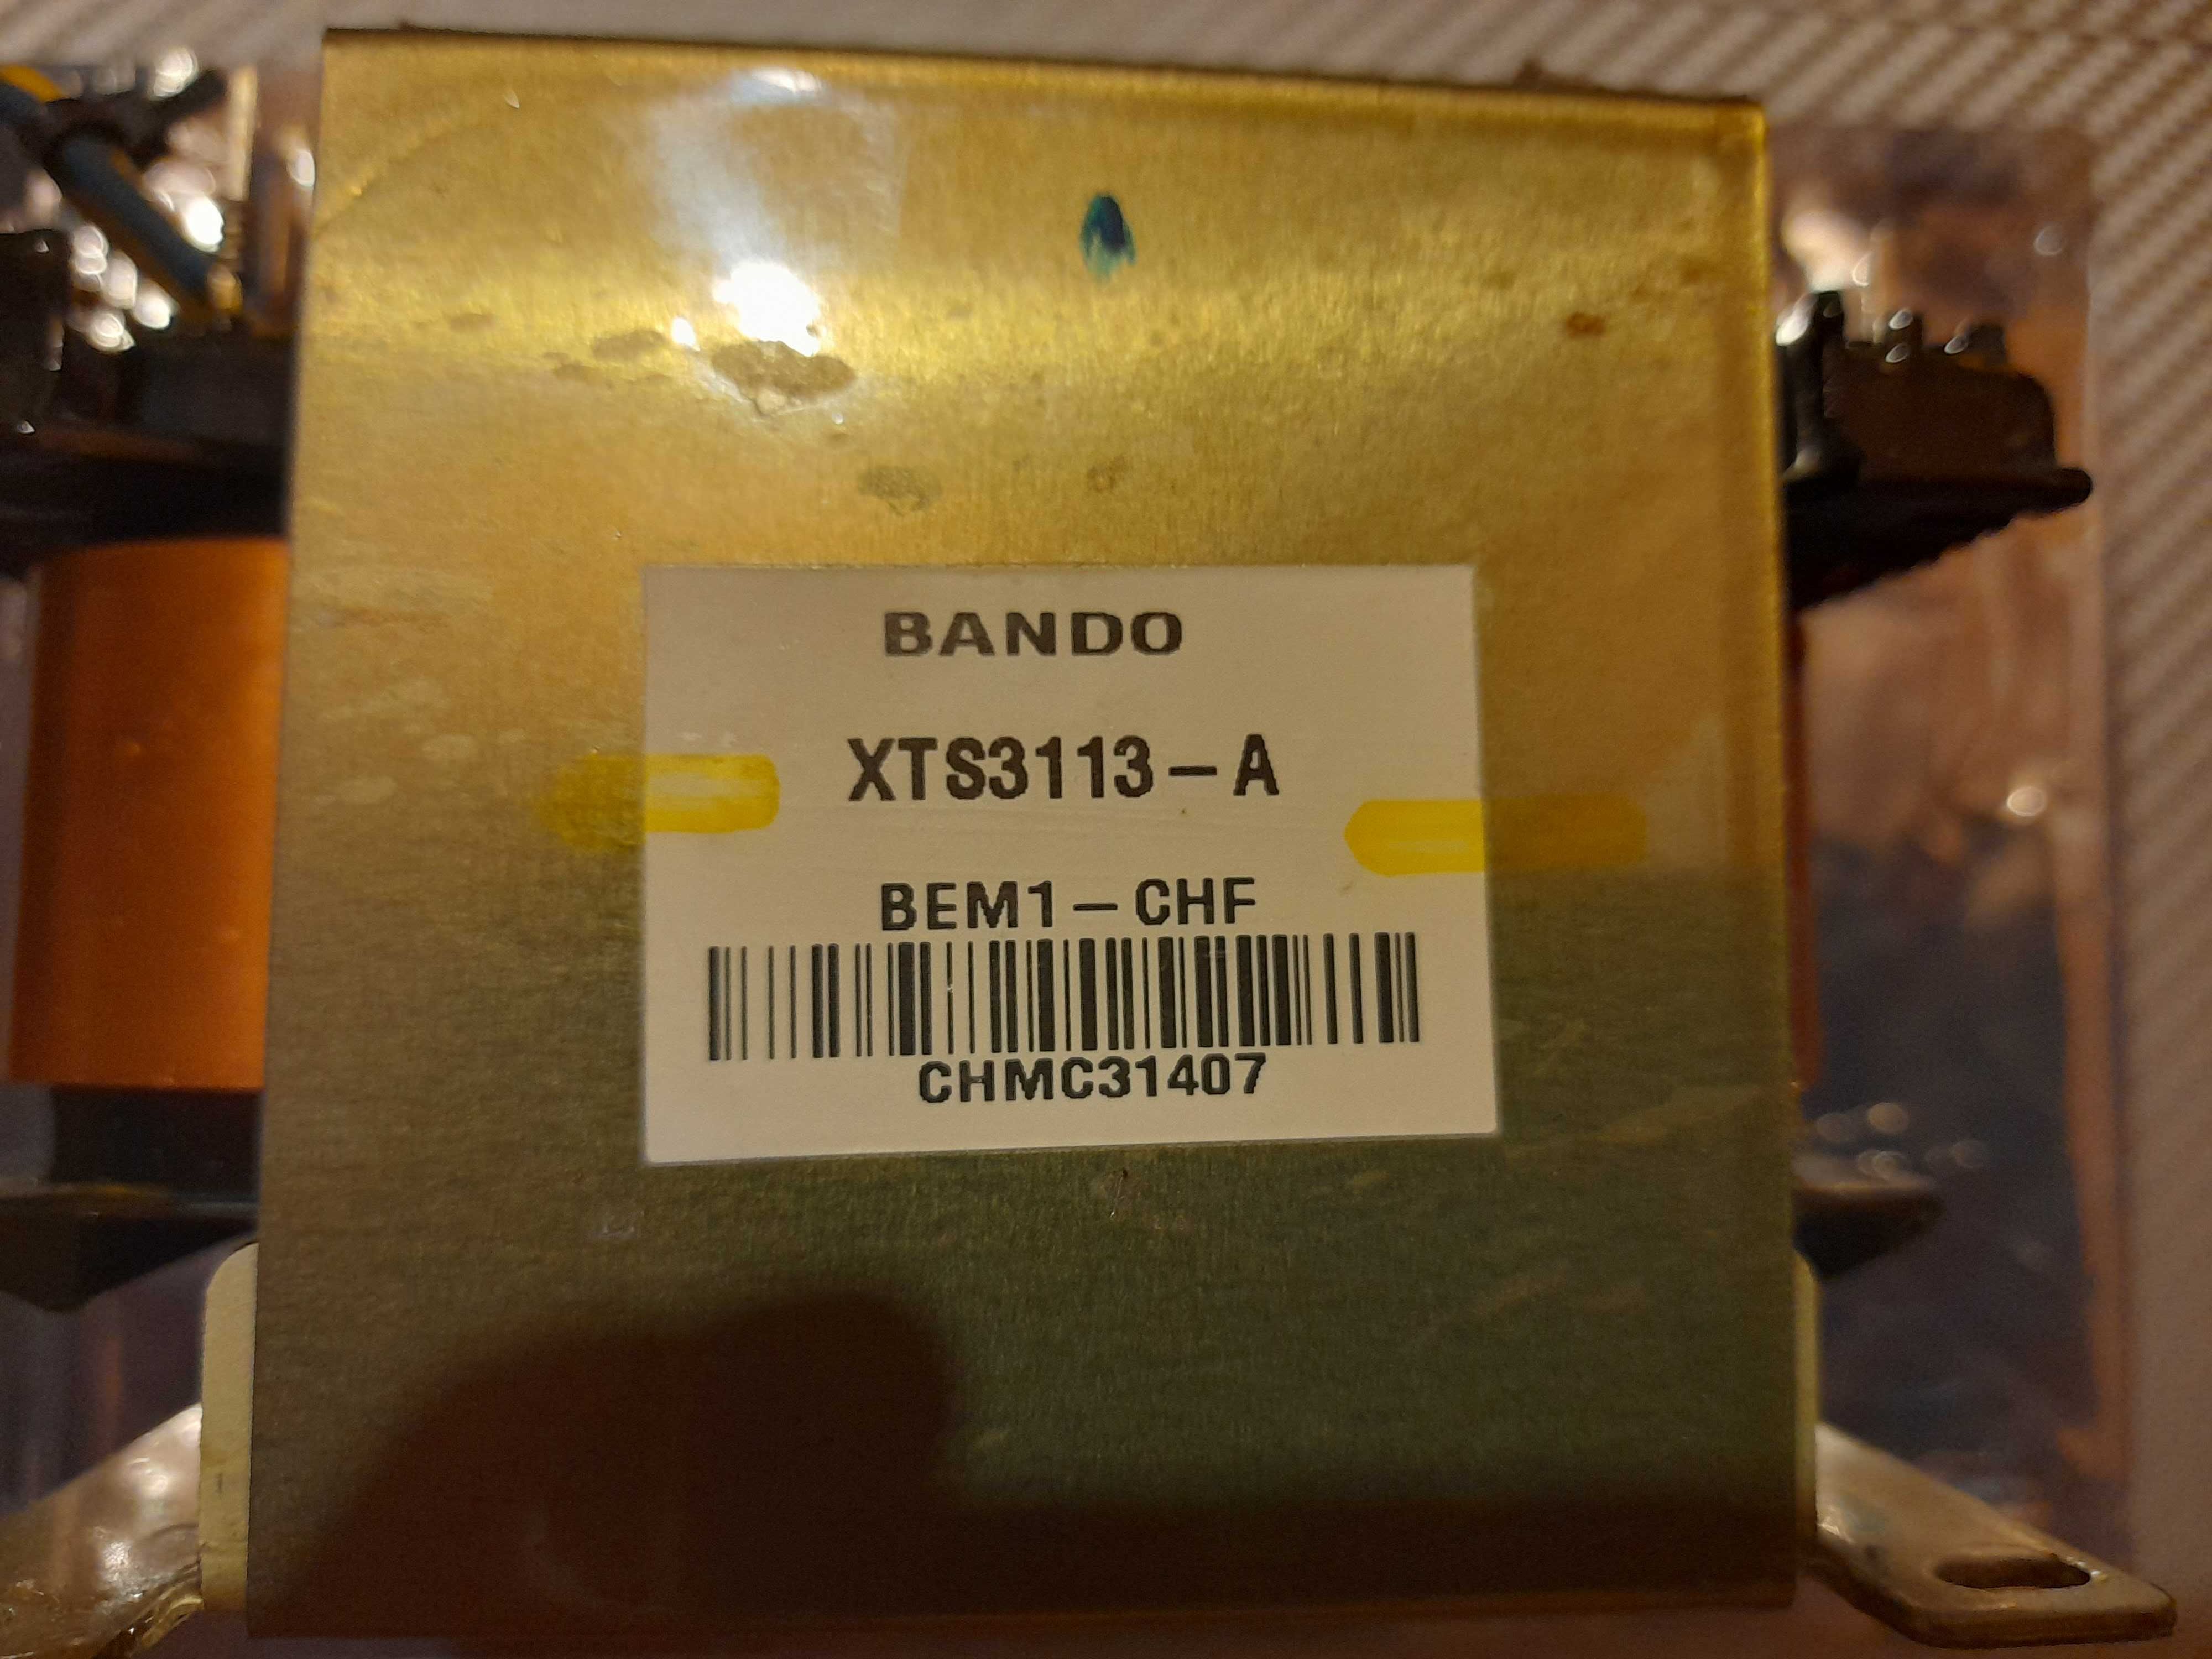 BANDO
XTS3113-A
BEM1-CHF
CHMC31407